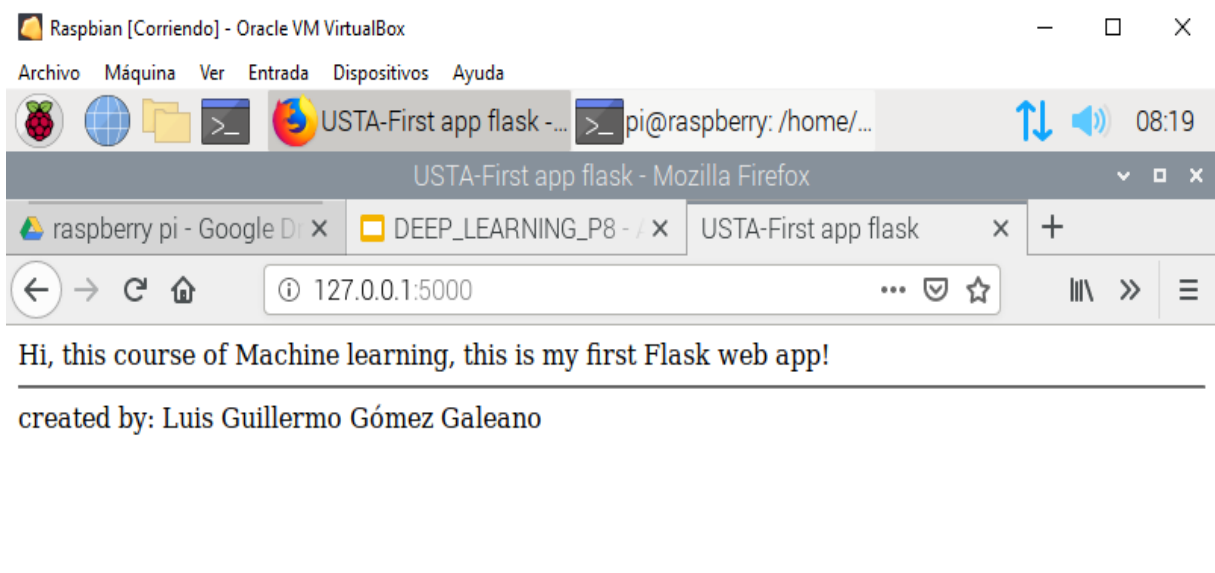 Raspbian [Corriendo] - Oracle VM VirtualBox
Archivo Máquina Ver Entrada Dispositivos Ayuda
USTA-First app flask -... pi@raspberry: /home/... 08:19
USTA-First app flask - Mozilla Firefox
raspberry pi - Google Dr DEEP_LEARNING_P8 - A USTA-First app flask
127.0.0.1:5000
Hi, this course of Machine learning, this is my first Flask web app!
created by: Luis Guillermo Gómez Galeano